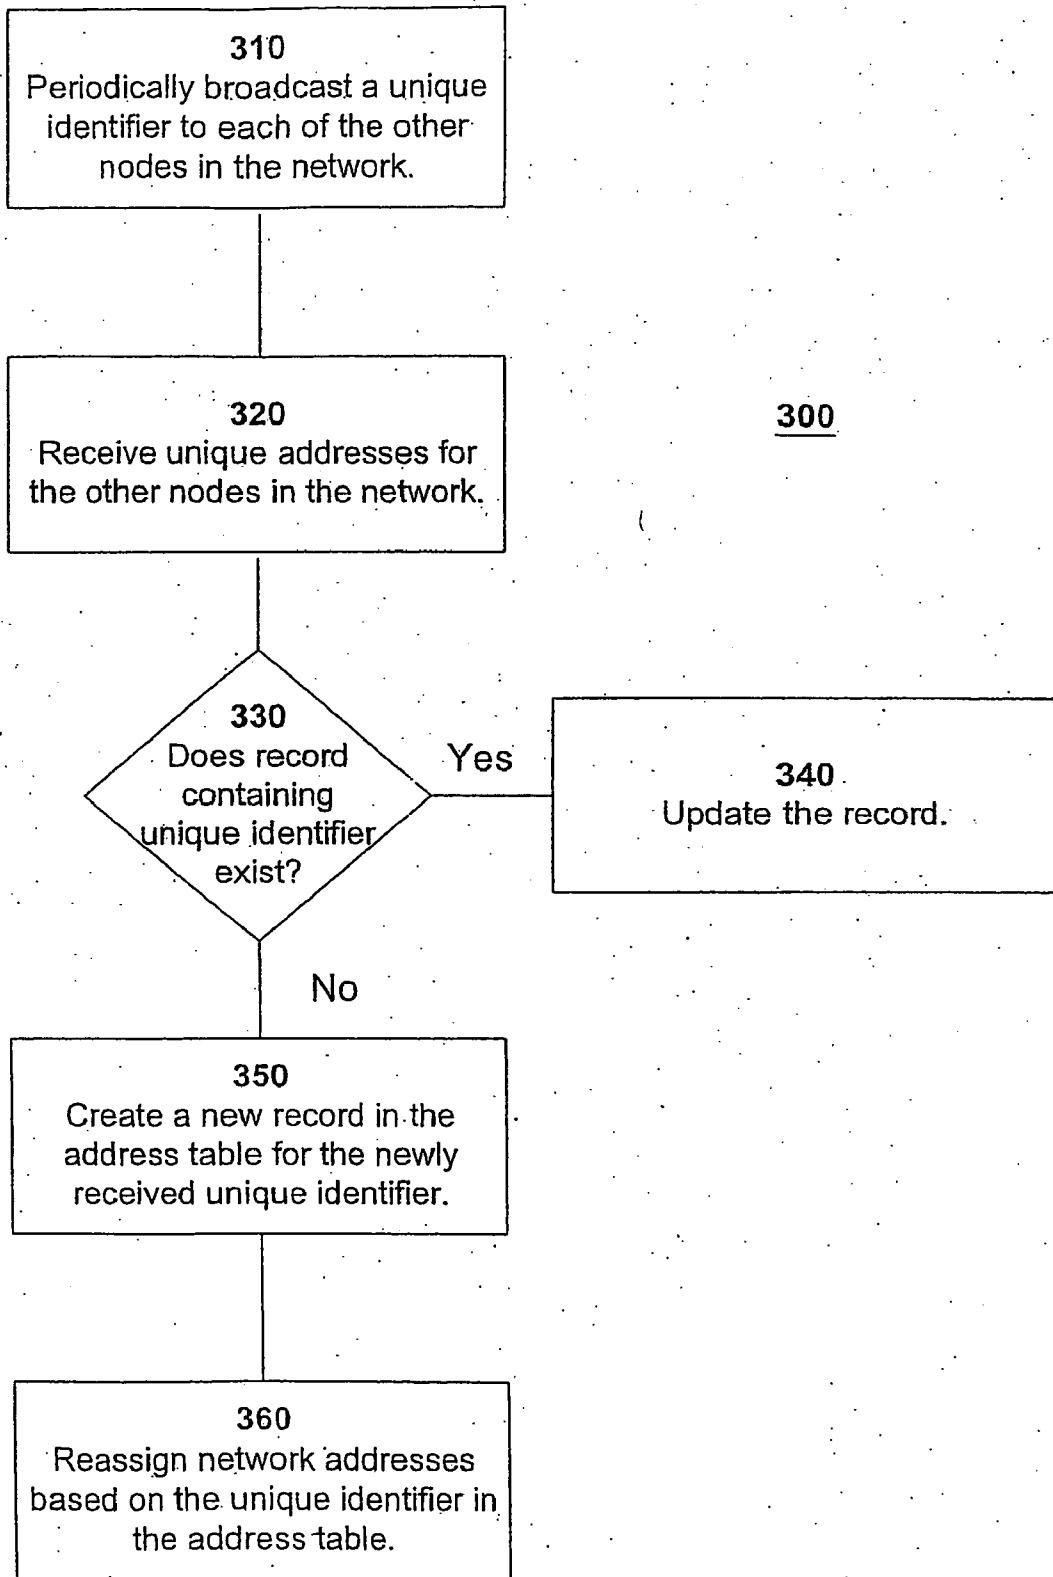 310
Periodically broadcast a unique
identifier to each of the other
nodes in the network.
320
Receive unique addresses for
the other nodes in the network.
300
330
Does record
containing
unique identifier
exist?
Yes
340
Update the record.
No
350
Create a new record in the
address table for the newly
received unique identifier.
360
Reassign network addresses
based on the unique identifier in
the address table.